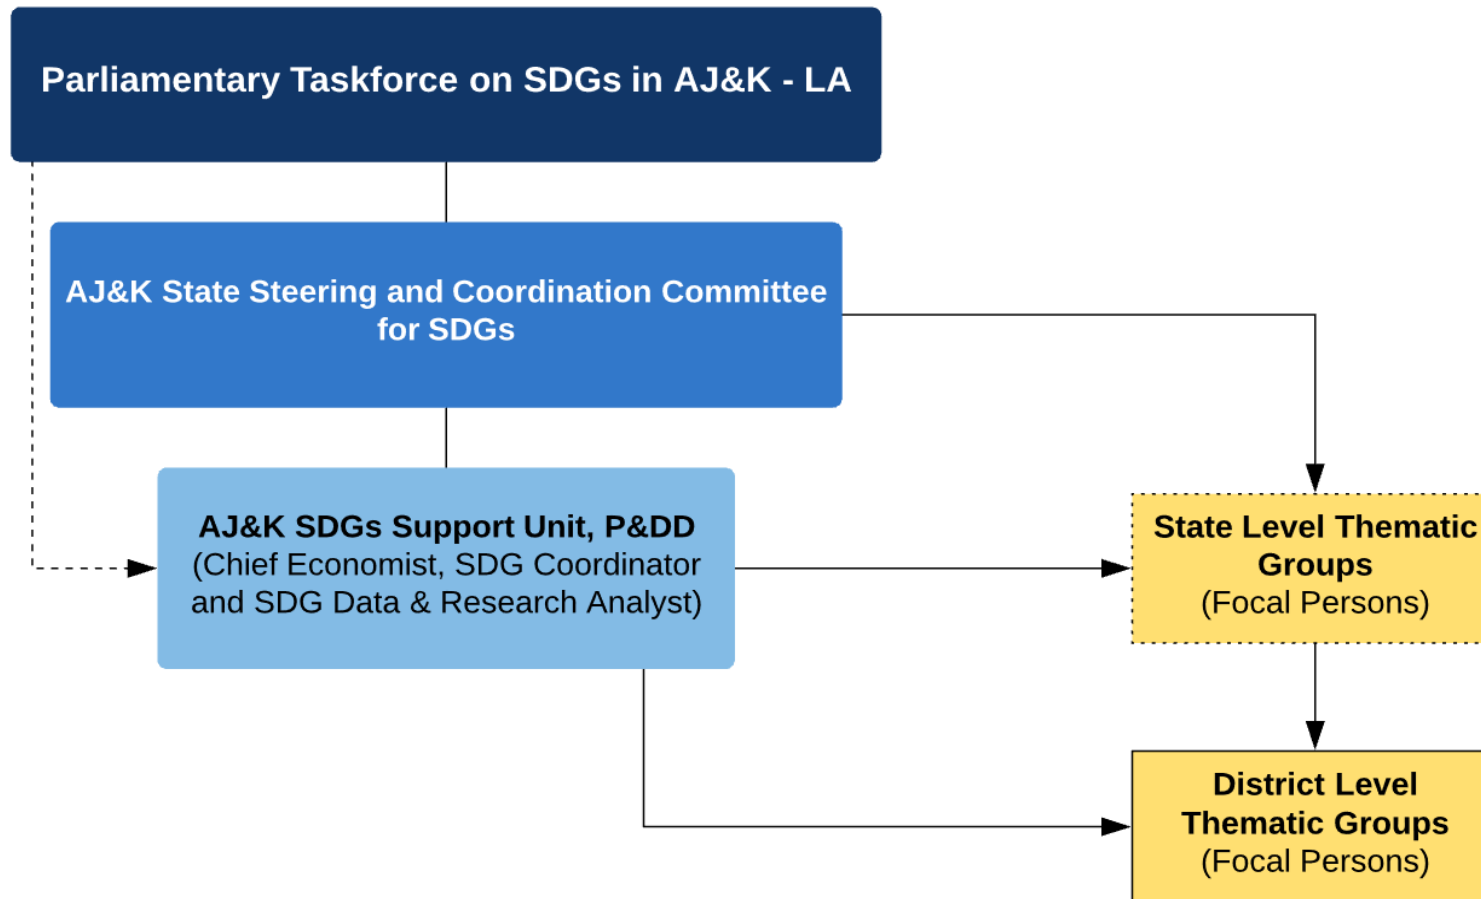 Parliamentary Taskforce on SDGs in AJ&K - LA
AJ&K State Steering and Coordination Committee
for SDGs
AJ&K SDGs Support Unit, P&DD
(Chief Economist, SDG Coordinator
and SDG Data & Research Analyst)
State Level Thematic
Groups
(Focal Persons)
District Level
Thematic Groups
(Focal Persons)